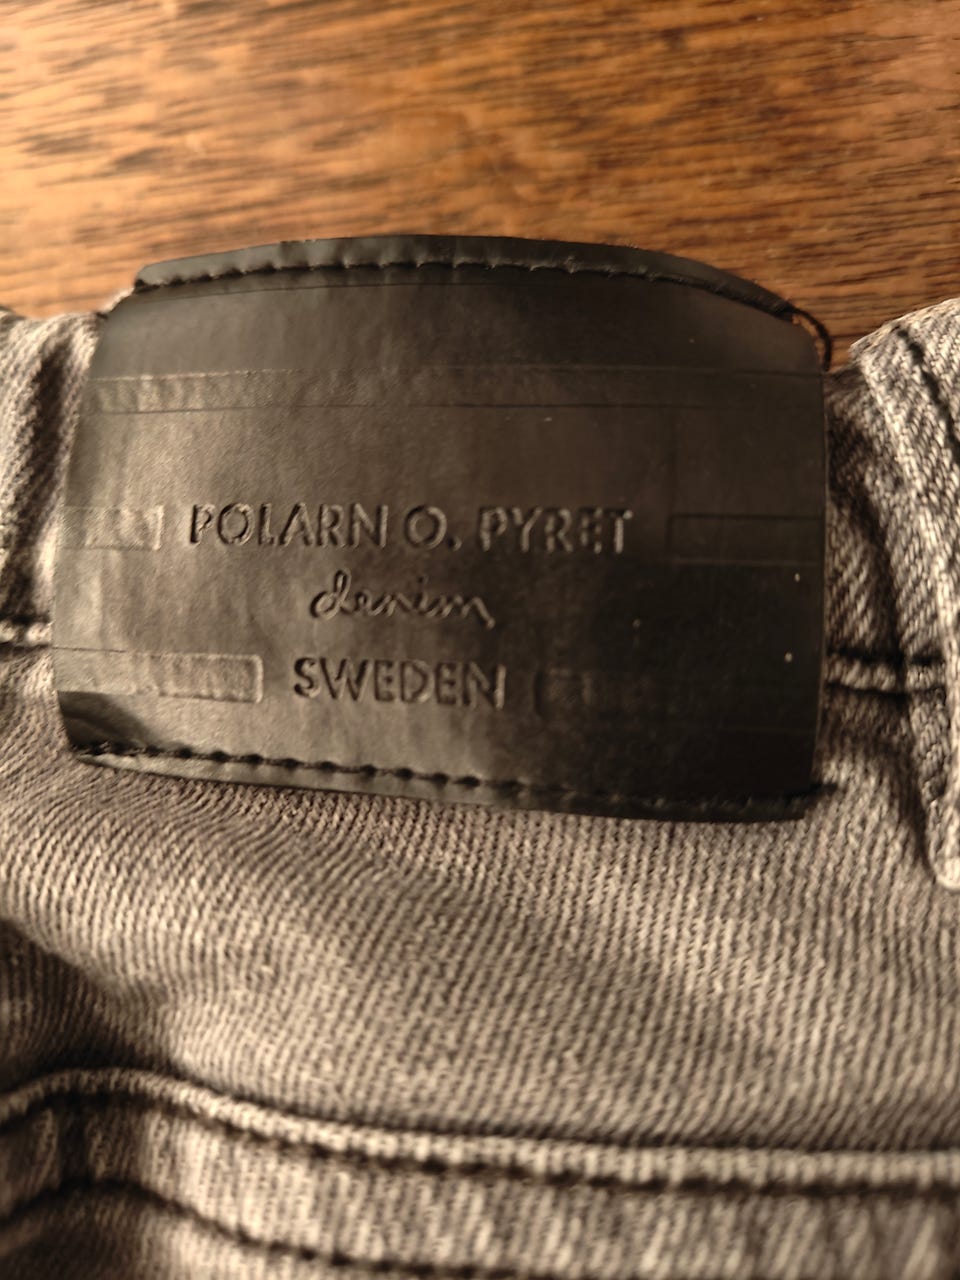 POLARN O. PYRET
denim
SWEDEN